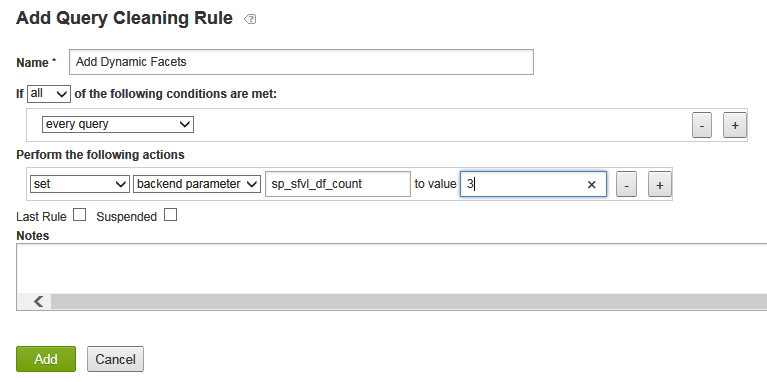 Add Query Cleaning Rule ?
Name * Add Dynamic Facets
If all of the following conditions are met:
every query - +
Perform the following actions
set backend parameter sp_sfvl_df_count to value 3 × - +
Last Rule Suspended
Notes
Add Cancel